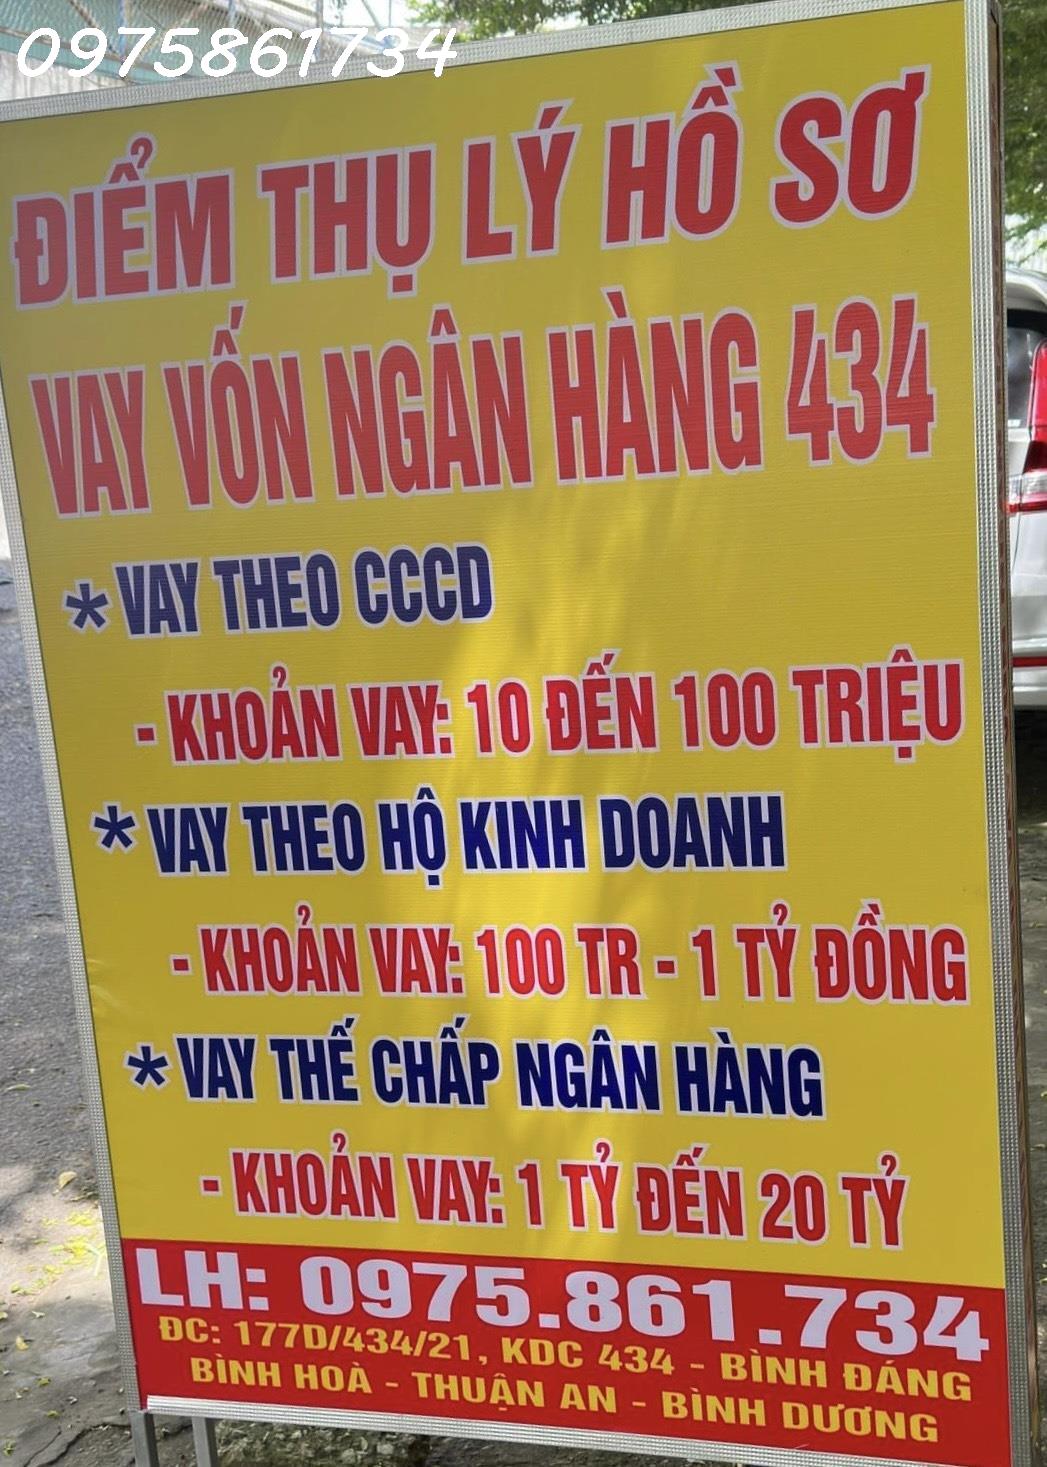 0975861734
ĐIỂM THỤ LÝ HỒ SƠ
VAY VỐN NGÂN HÀNG 434
* VAY THEO CCCD
- KHOẢN VAY: 10 ĐẾN 100 TRIỆU
* VAY THEO HỘ KINH DOANH
- KHOẢN VAY: 100 TR - 1 TỶ ĐỒNG
* VAY THẾ CHẤP NGÂN HÀNG
- KHOẢN VAY: 1 TỶ ĐẾN 20 TỶ
LH: 0975.861.734
ĐC: 177D/434/21, KDC 434 - BÌNH ĐÁNG
BÌNH HOÀ - THUẬN AN - BÌNH DƯƠNG